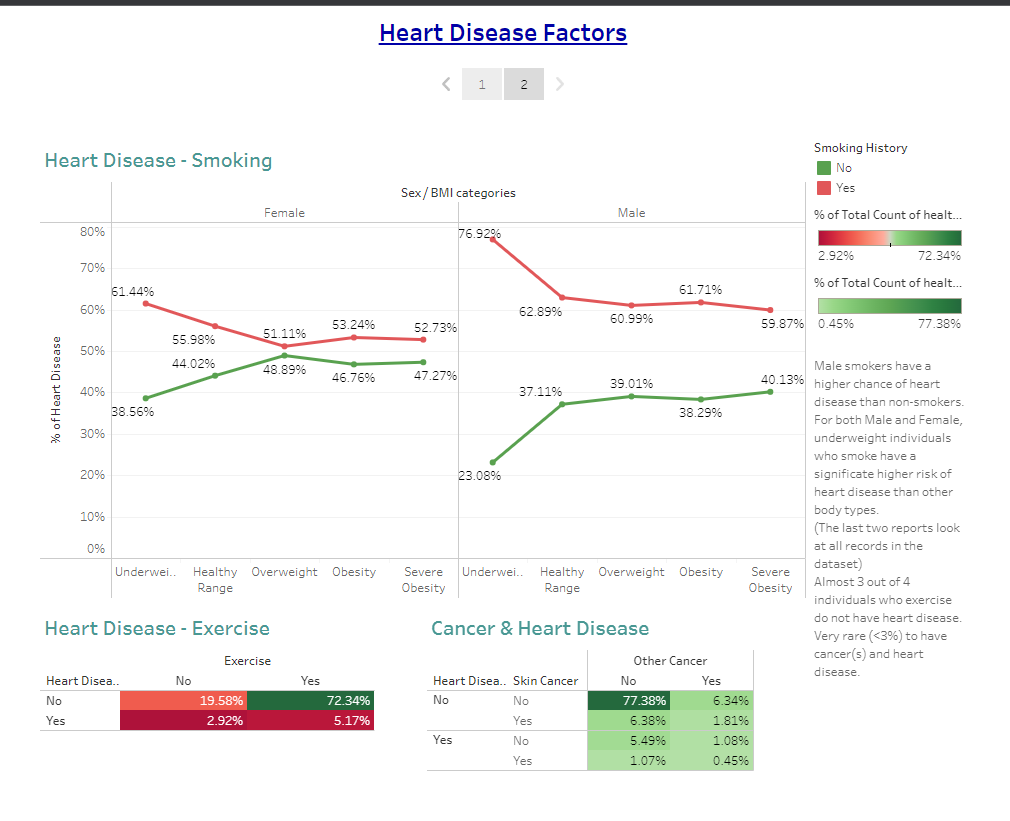 Heart Disease Factors
1 2
Heart Disease - Smoking
Sex / BMI categories
Female Male
80%
70%
60%
50%
40%
30%
20%
10%
0%
% of Heart Disease
61.44%
55.98%
51.11%
53.24%
52.73%
38.56%
44.02%
48.89%
46.76%
47.27%
76.92%
62.89%
60.99%
61.71%
59.87%
23.08%
37.11%
39.01%
38.29%
40.13%
Underwei.. Healthy Range Overweight Obesity Severe Obesity
Underwei.. Healthy Range Overweight Obesity Severe Obesity
Smoking History
No
Yes
% of Total Count of healt...
2.92% 72.34%
% of Total Count of healt...
0.45% 77.38%
Male smokers have a
higher chance of heart
disease than non-smokers.
For both Male and Female,
underweight individuals
who smoke have a
significate higher risk of
heart disease than other
body types.
(The last two reports look
at all records in the
dataset)
Almost 3 out of 4
individuals who exercise
do not have heart disease.
Very rare (<3%) to have
cancer(s) and heart
disease.
Heart Disease - Exercise
Exercise
Heart Disea.. No Yes
No 19.58% 72.34%
Yes 2.92% 5.17%
Cancer & Heart Disease
Other Cancer
Heart Disea.. Skin Cancer No Yes
No No 77.38% 6.34%
Yes 6.38% 1.81%
Yes No 5.49% 1.08%
Yes 1.07% 0.45%